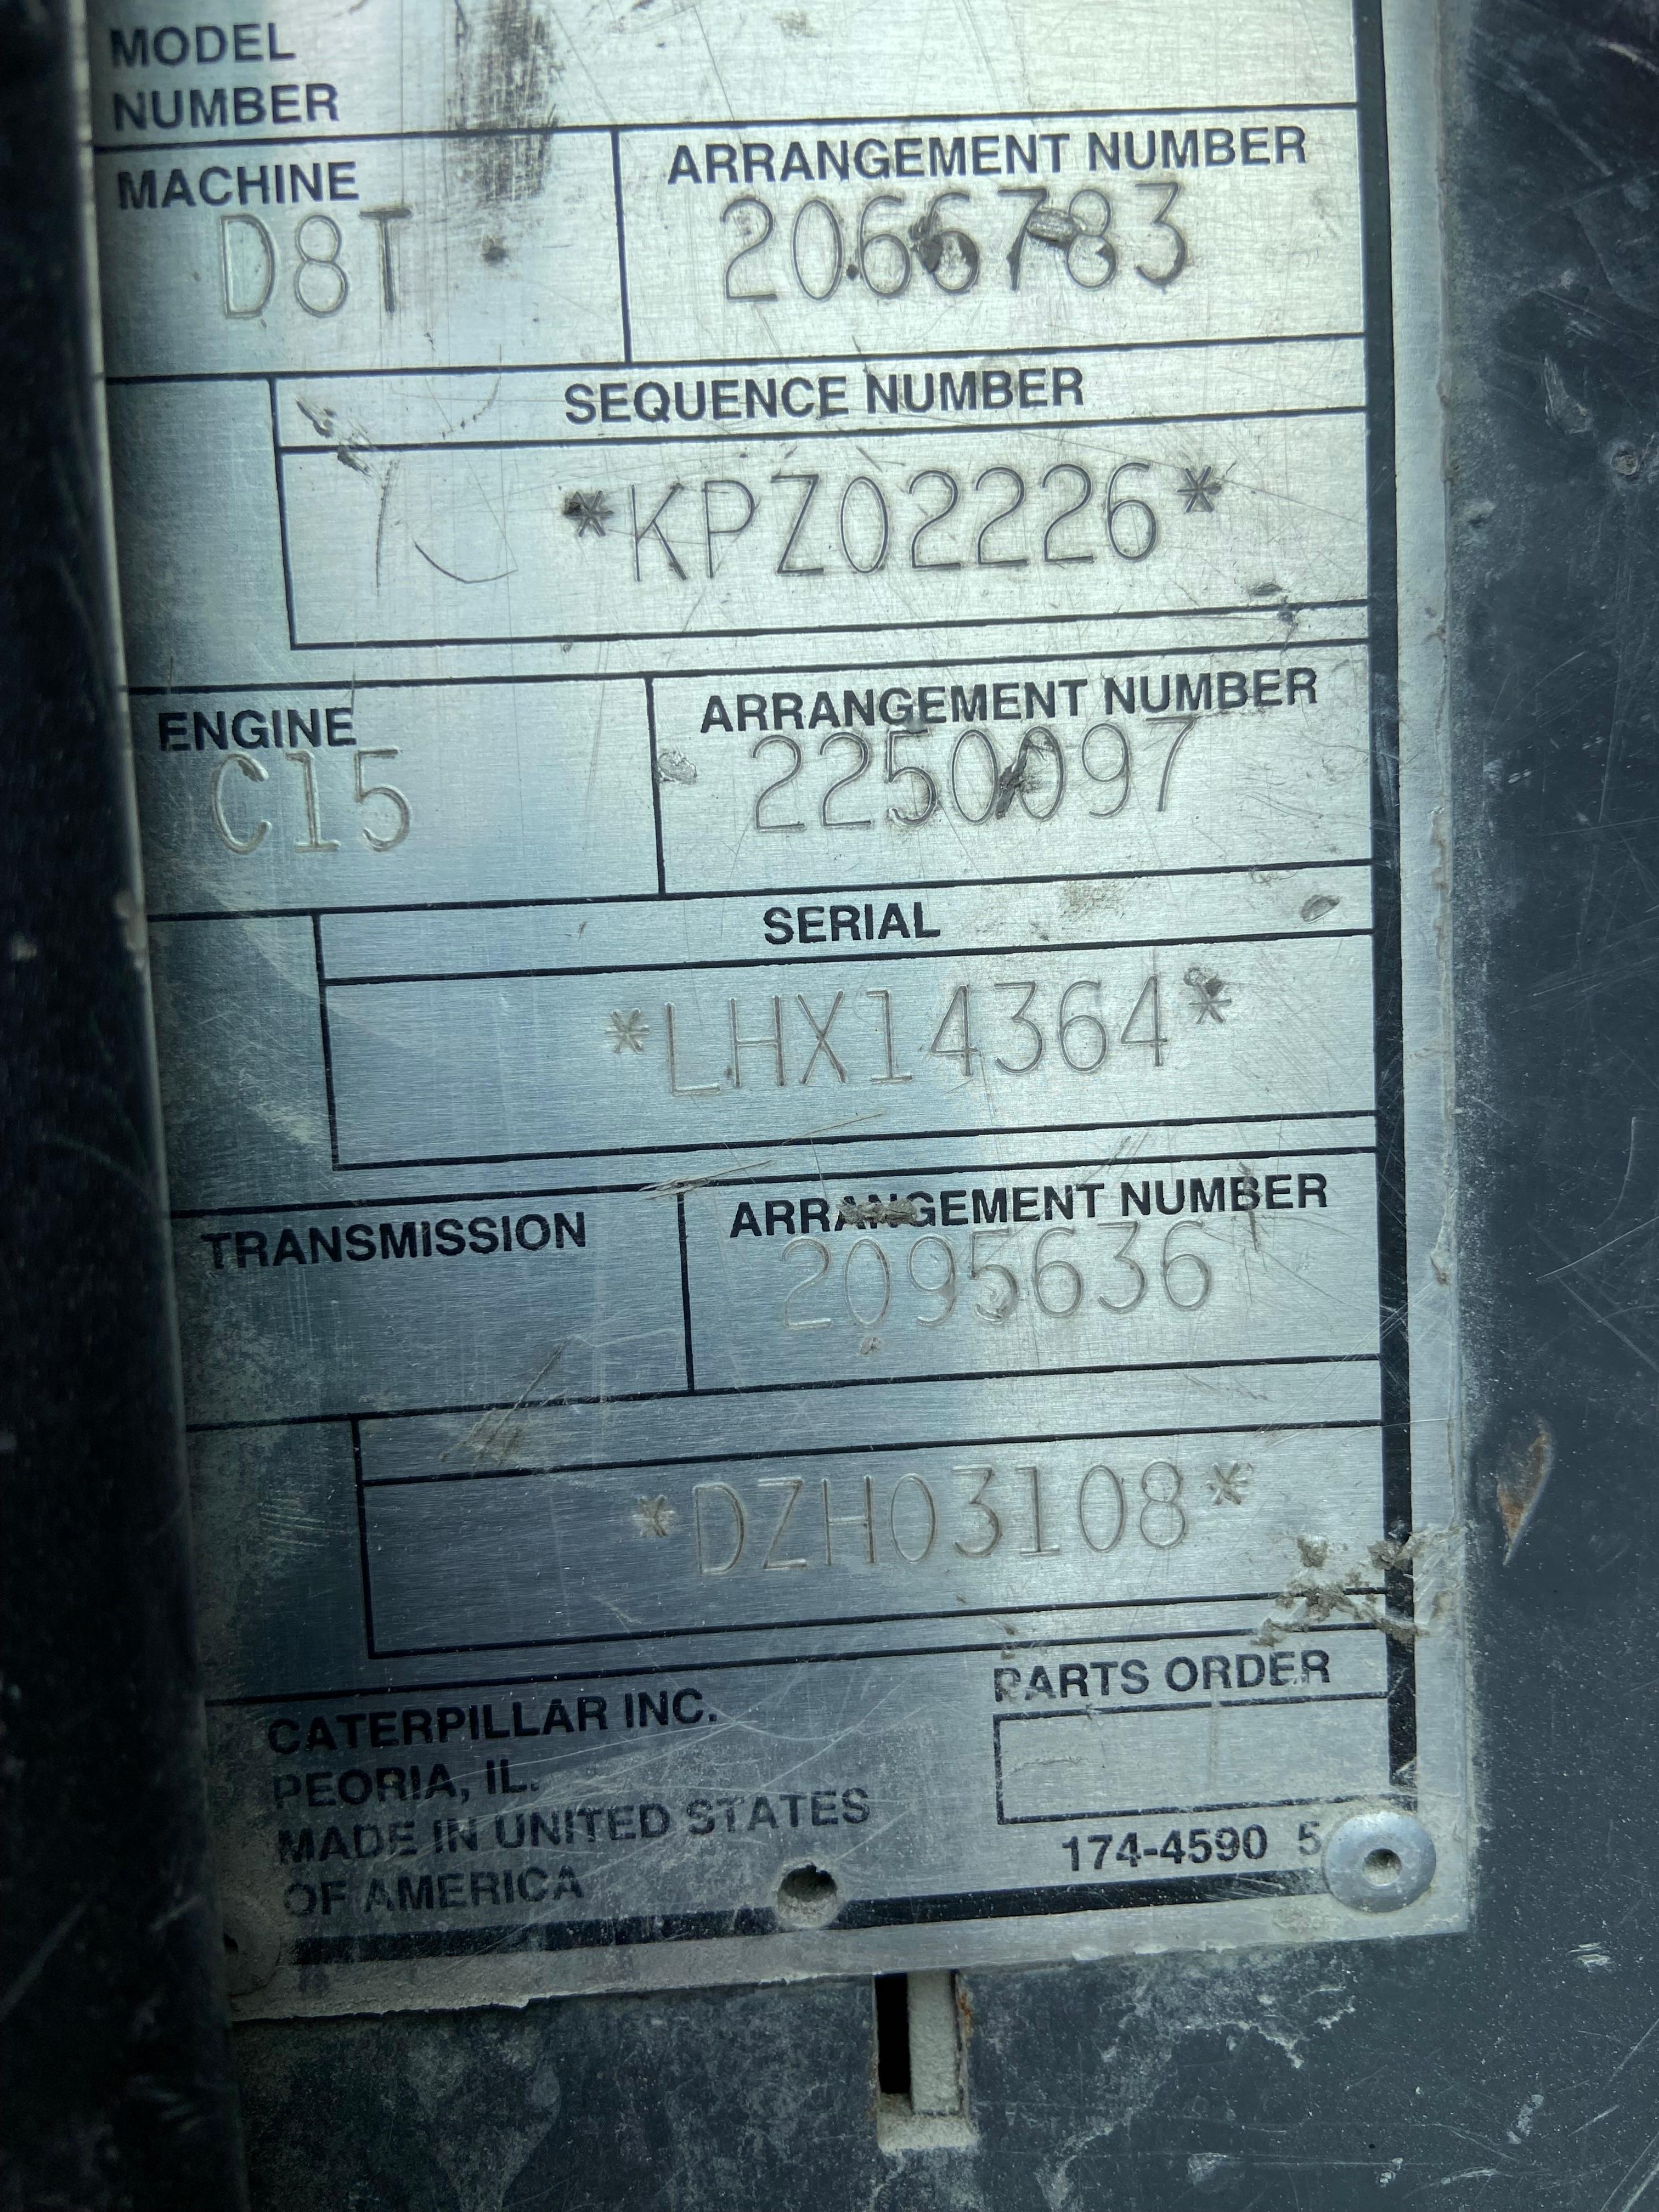 MODEL
NUMBER
MACHINE
D8T
ARRANGEMENT NUMBER
2066783
SEQUENCE NUMBER
*KPZ02226*
ENGINE
C15
ARRANGEMENT NUMBER
2250097
SERIAL
*LHX14364*
TRANSMISSION
ARRANGEMENT NUMBER
2095636
*DZH03108*
CATERPILLAR INC.
PEORIA, IL.
MADE IN UNITED STATES
OF AMERICA
PARTS ORDER
174-4590 5